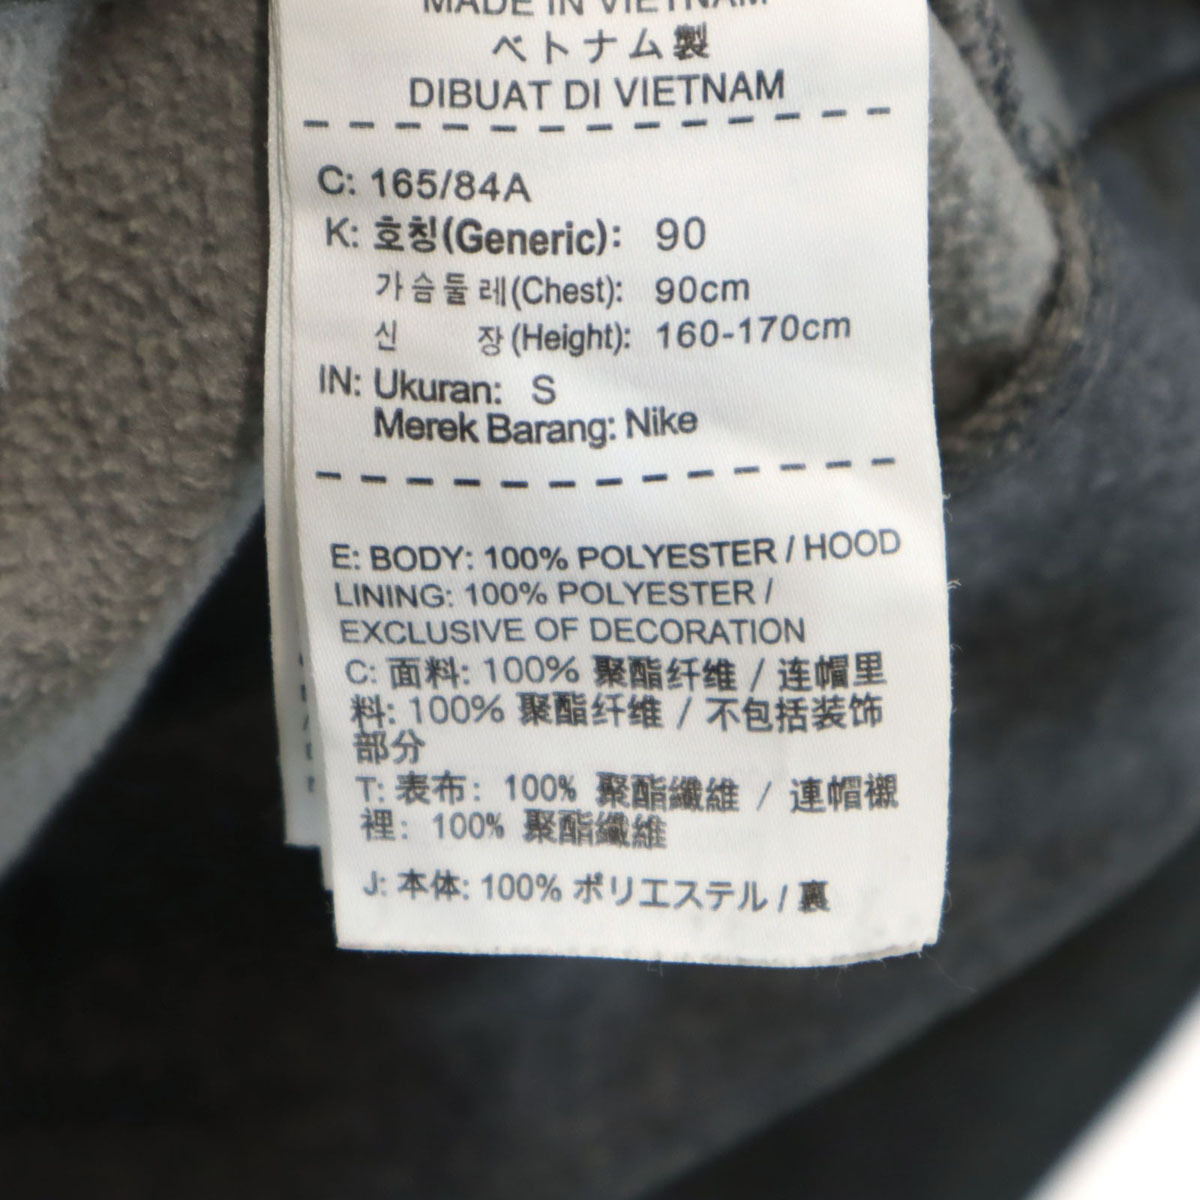 MADE IN VIETNAM
ベトナム製
DIBUAT DI VIETNAM
C: 165/84A
K: 호칭(Generic): 90
가슴둘레(Chest): 90cm
신 장(Height): 160-170cm
IN: Ukuran: S
Merek Barang: Nike
E: BODY: 100% POLYESTER / HOOD
LINING: 100% POLYESTER /
EXCLUSIVE OF DECORATION
C: 面料: 100% 聚酯纤维 / 连帽里
料: 100% 聚酯纤维 / 不包括装饰
部分
T: 表布: 100% 聚酯纖維 / 連帽襯
裡: 100% 聚酯纖維
J: 本体: 100% ポリエステル / 裏